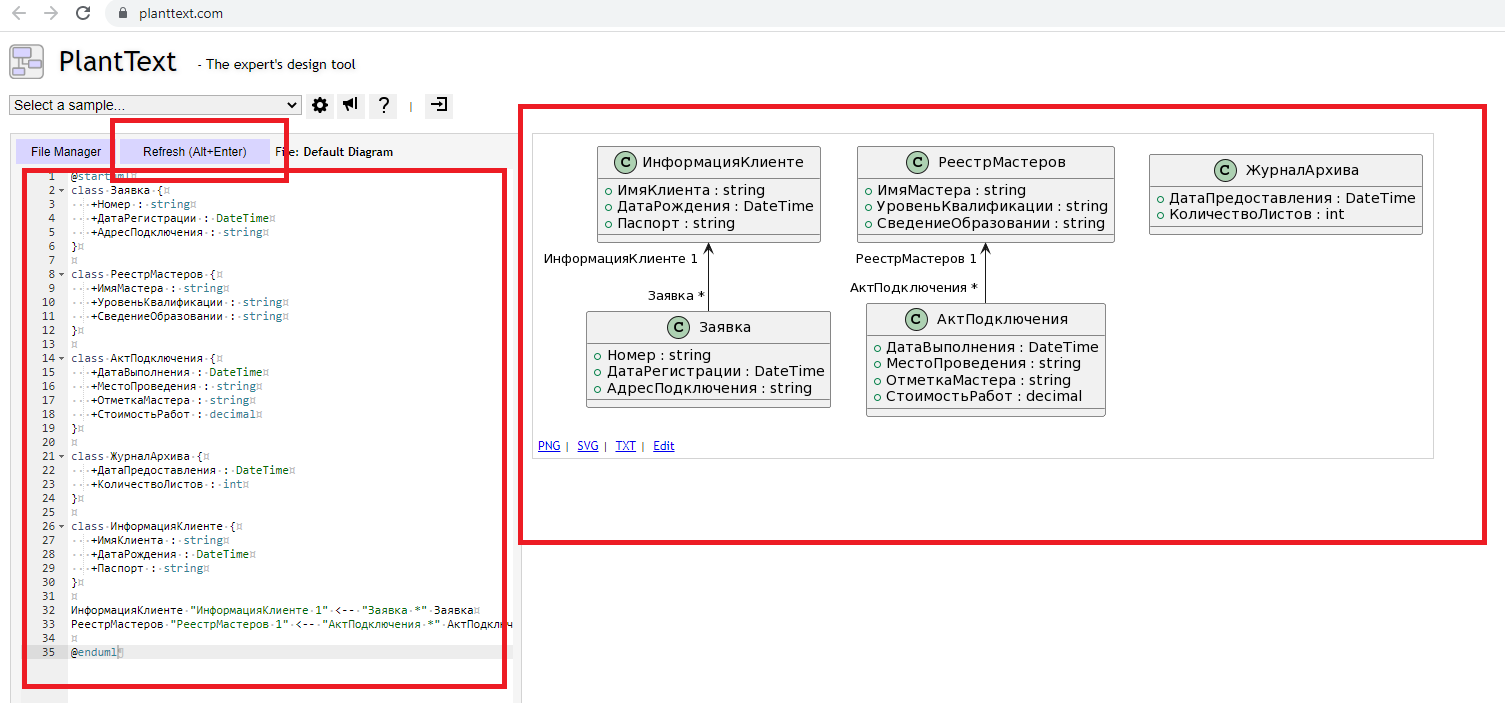 planttext.com
PlantText - The expert's design tool
Select a sample... ? |
File Manager Refresh (Alt+Enter) File: Default Diagram
1 @startuml
2 class Заявка {
3 +Номер : string
4 +ДатаРегистрации : DateTime
5 +АдресПодключения : string
6 }
7
8 class РеестрМастеров {
9 +ИмяМастера : string
10 +УровеньКвалификации : string
11 +СведениеОбразовании : string
12 }
13
14 class АктПодключения {
15 +ДатаВыполнения : DateTime
16 +МестоПроведения : string
17 +ОтметкаМастера : string
18 +СтоимостьРабот : decimal
19 }
20
21 class ЖурналАрхива {
22 +ДатаПредоставления : DateTime
23 +КоличествоЛистов : int
24 }
25
26 class ИнформацияКлиенте {
27 +ИмяКлиента : string
28 +ДатаРождения : DateTime
29 +Паспорт : string
30 }
31
32 ИнформацияКлиенте "ИнформацияКлиенте 1" <-- "Заявка *" Заявка
33 РеестрМастеров "РеестрМастеров 1" <-- "АктПодключения *" АктПодключ
34
35 @enduml
C ИнформацияКлиенте
ИмяКлиента : string
ДатаРождения : DateTime
Паспорт : string
C РеестрМастеров
ИмяМастера : string
УровеньКвалификации : string
СведениеОбразовании : string
C ЖурналАрхива
ДатаПредоставления : DateTime
КоличествоЛистов : int
ИнформацияКлиенте 1
Заявка *
РеестрМастеров 1
АктПодключения *
C Заявка
Номер : string
ДатаРегистрации : DateTime
АдресПодключения : string
C АктПодключения
ДатаВыполнения : DateTime
МестоПроведения : string
ОтметкаМастера : string
СтоимостьРабот : decimal
PNG | SVG | TXT | Edit